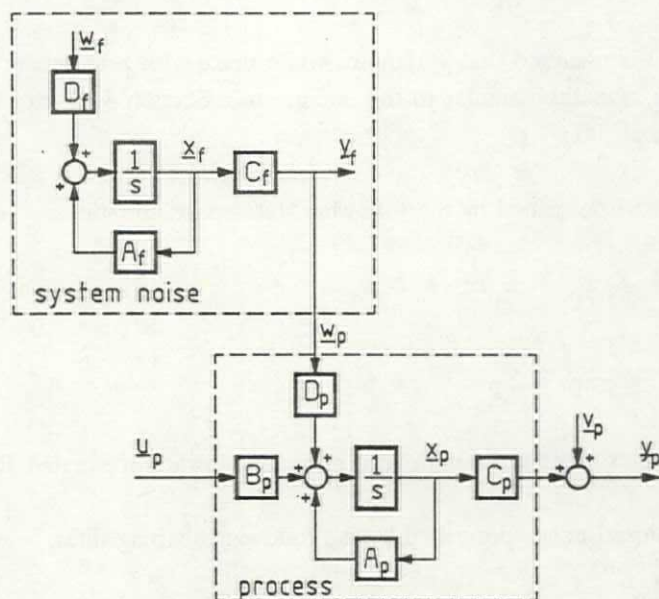 w_f
D_f
1/s
x_f
C_f
y_f
A_f
system noise
w_p
D_p
u_p
B_p
1/s
x_p
C_p
v_p
y_p
A_p
process